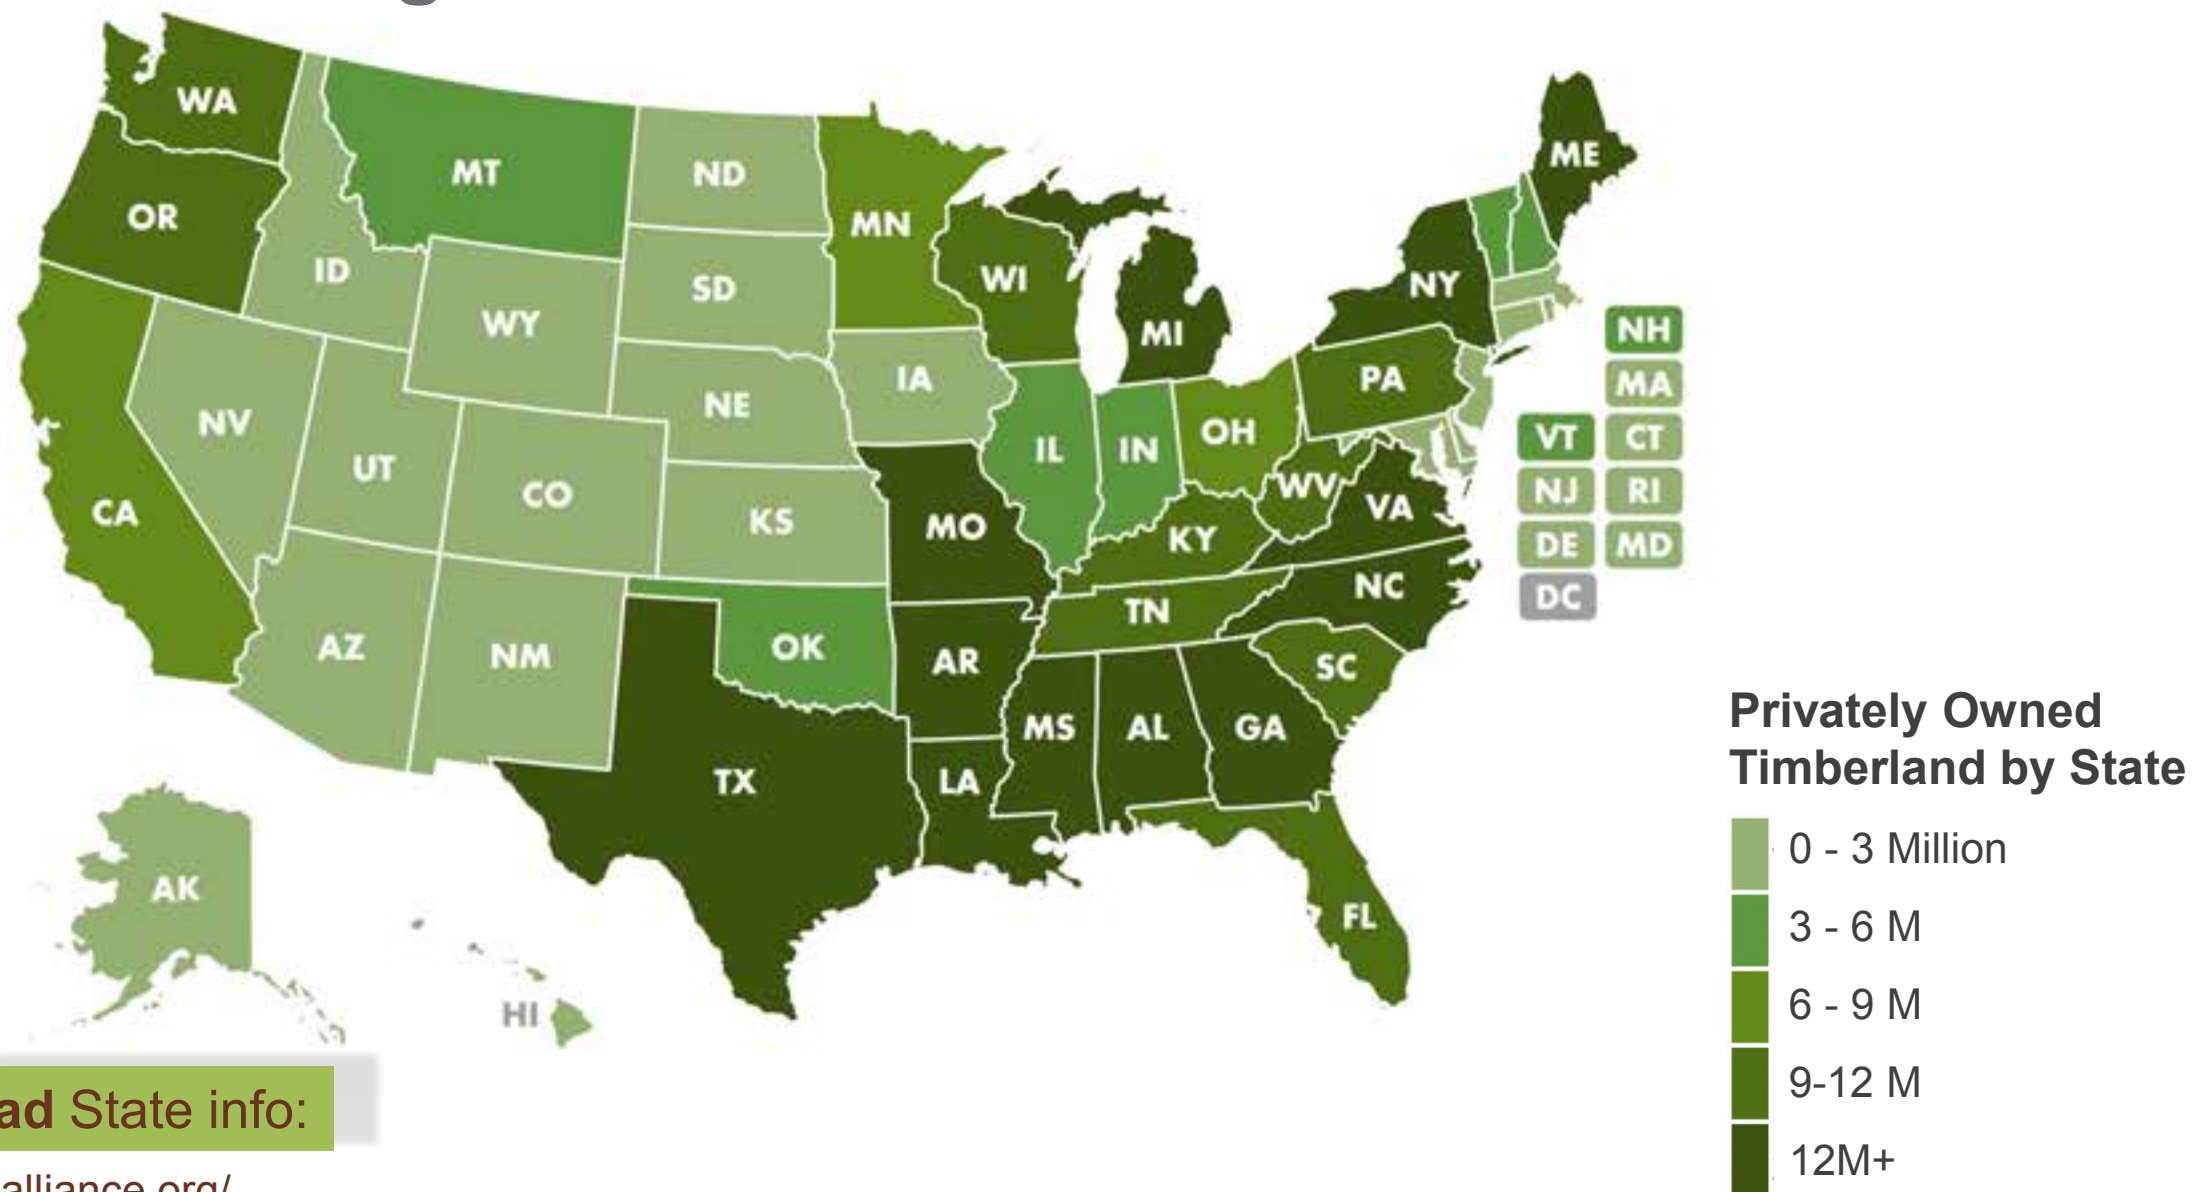 WA
MT
ND
MN
ME
OR
ID
WY
SD
WI
MI
NY
NH
MA
VT
CT
NJ
RI
DE
MD
DC
NV
UT
CO
NE
IA
IL
IN
OH
PA
CA
KS
MO
KY
WV
VA
AZ
NM
OK
AR
TN
NC
SC
TX
LA
MS
AL
GA
FL
AK
HI
Privately Owned
Timberland by State
0 - 3 Million
3 - 6 M
6 - 9 M
9-12 M
12M+
ad State info:
alliance.org/